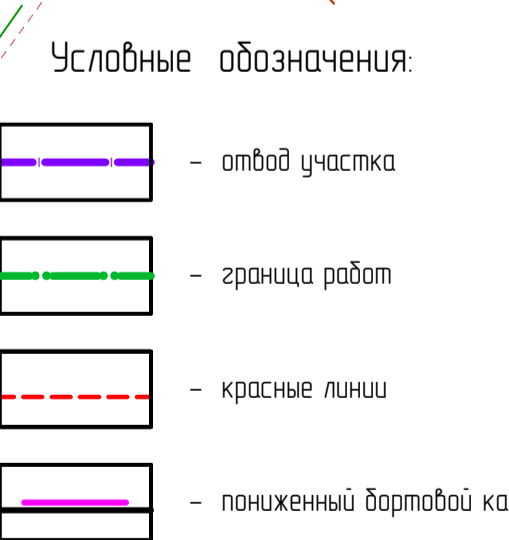 Условные обозначения:
- отвод участка
- граница работ
- красные линии
- пониженный бортовой ка